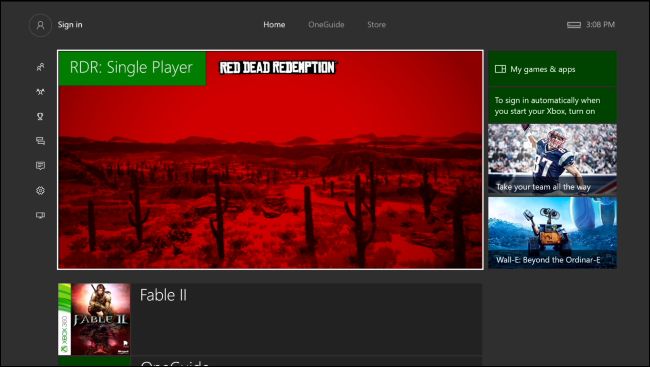 Sign in
Home
OneGuide
Store
3:08 PM
RDR: Single Player
RED DEAD REDEMPTION
My games & apps
To sign in automatically when
you start your Xbox, turn on
87
Take your team all the way
Wall-E: Beyond the Ordinar-E
XBOX 360
FABLE II
Fable II
OneGuide